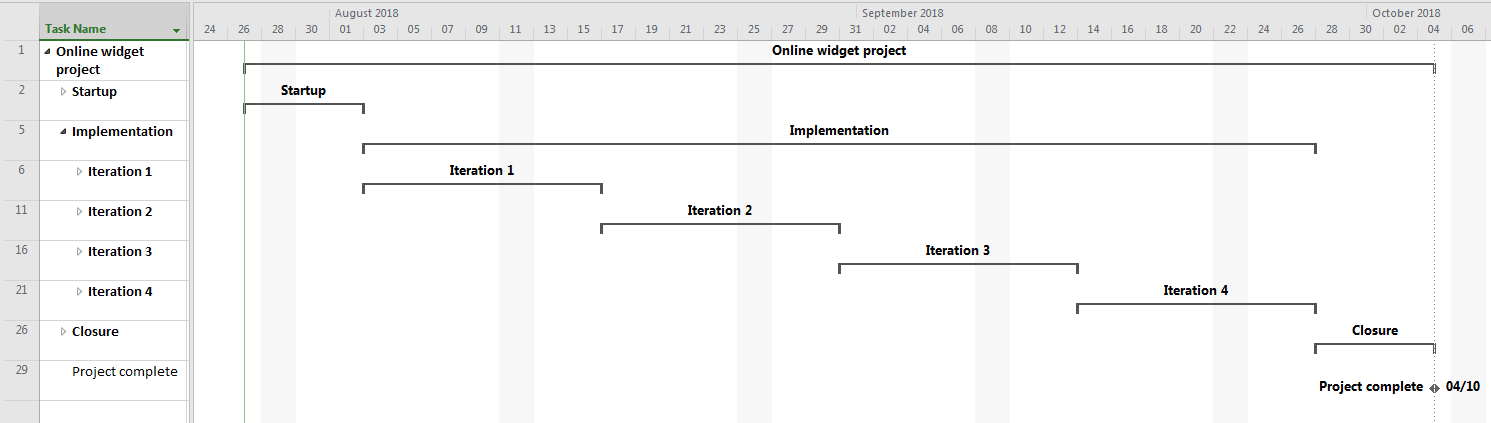 August 2018 September 2018 October 2018
Task Name 24 26 28 30 01 03 05 07 09 11 13 15 17 19 21 23 25 27 29 31 02 04 06 08 10 12 14 16 18 20 22 24 26 28 30 02 04 06
1 Online widget project Online widget project
2 Startup Startup
5 Implementation Implementation
6 Iteration 1 Iteration 1
11 Iteration 2 Iteration 2
16 Iteration 3 Iteration 3
21 Iteration 4 Iteration 4
26 Closure Closure
29 Project complete Project complete 04/10